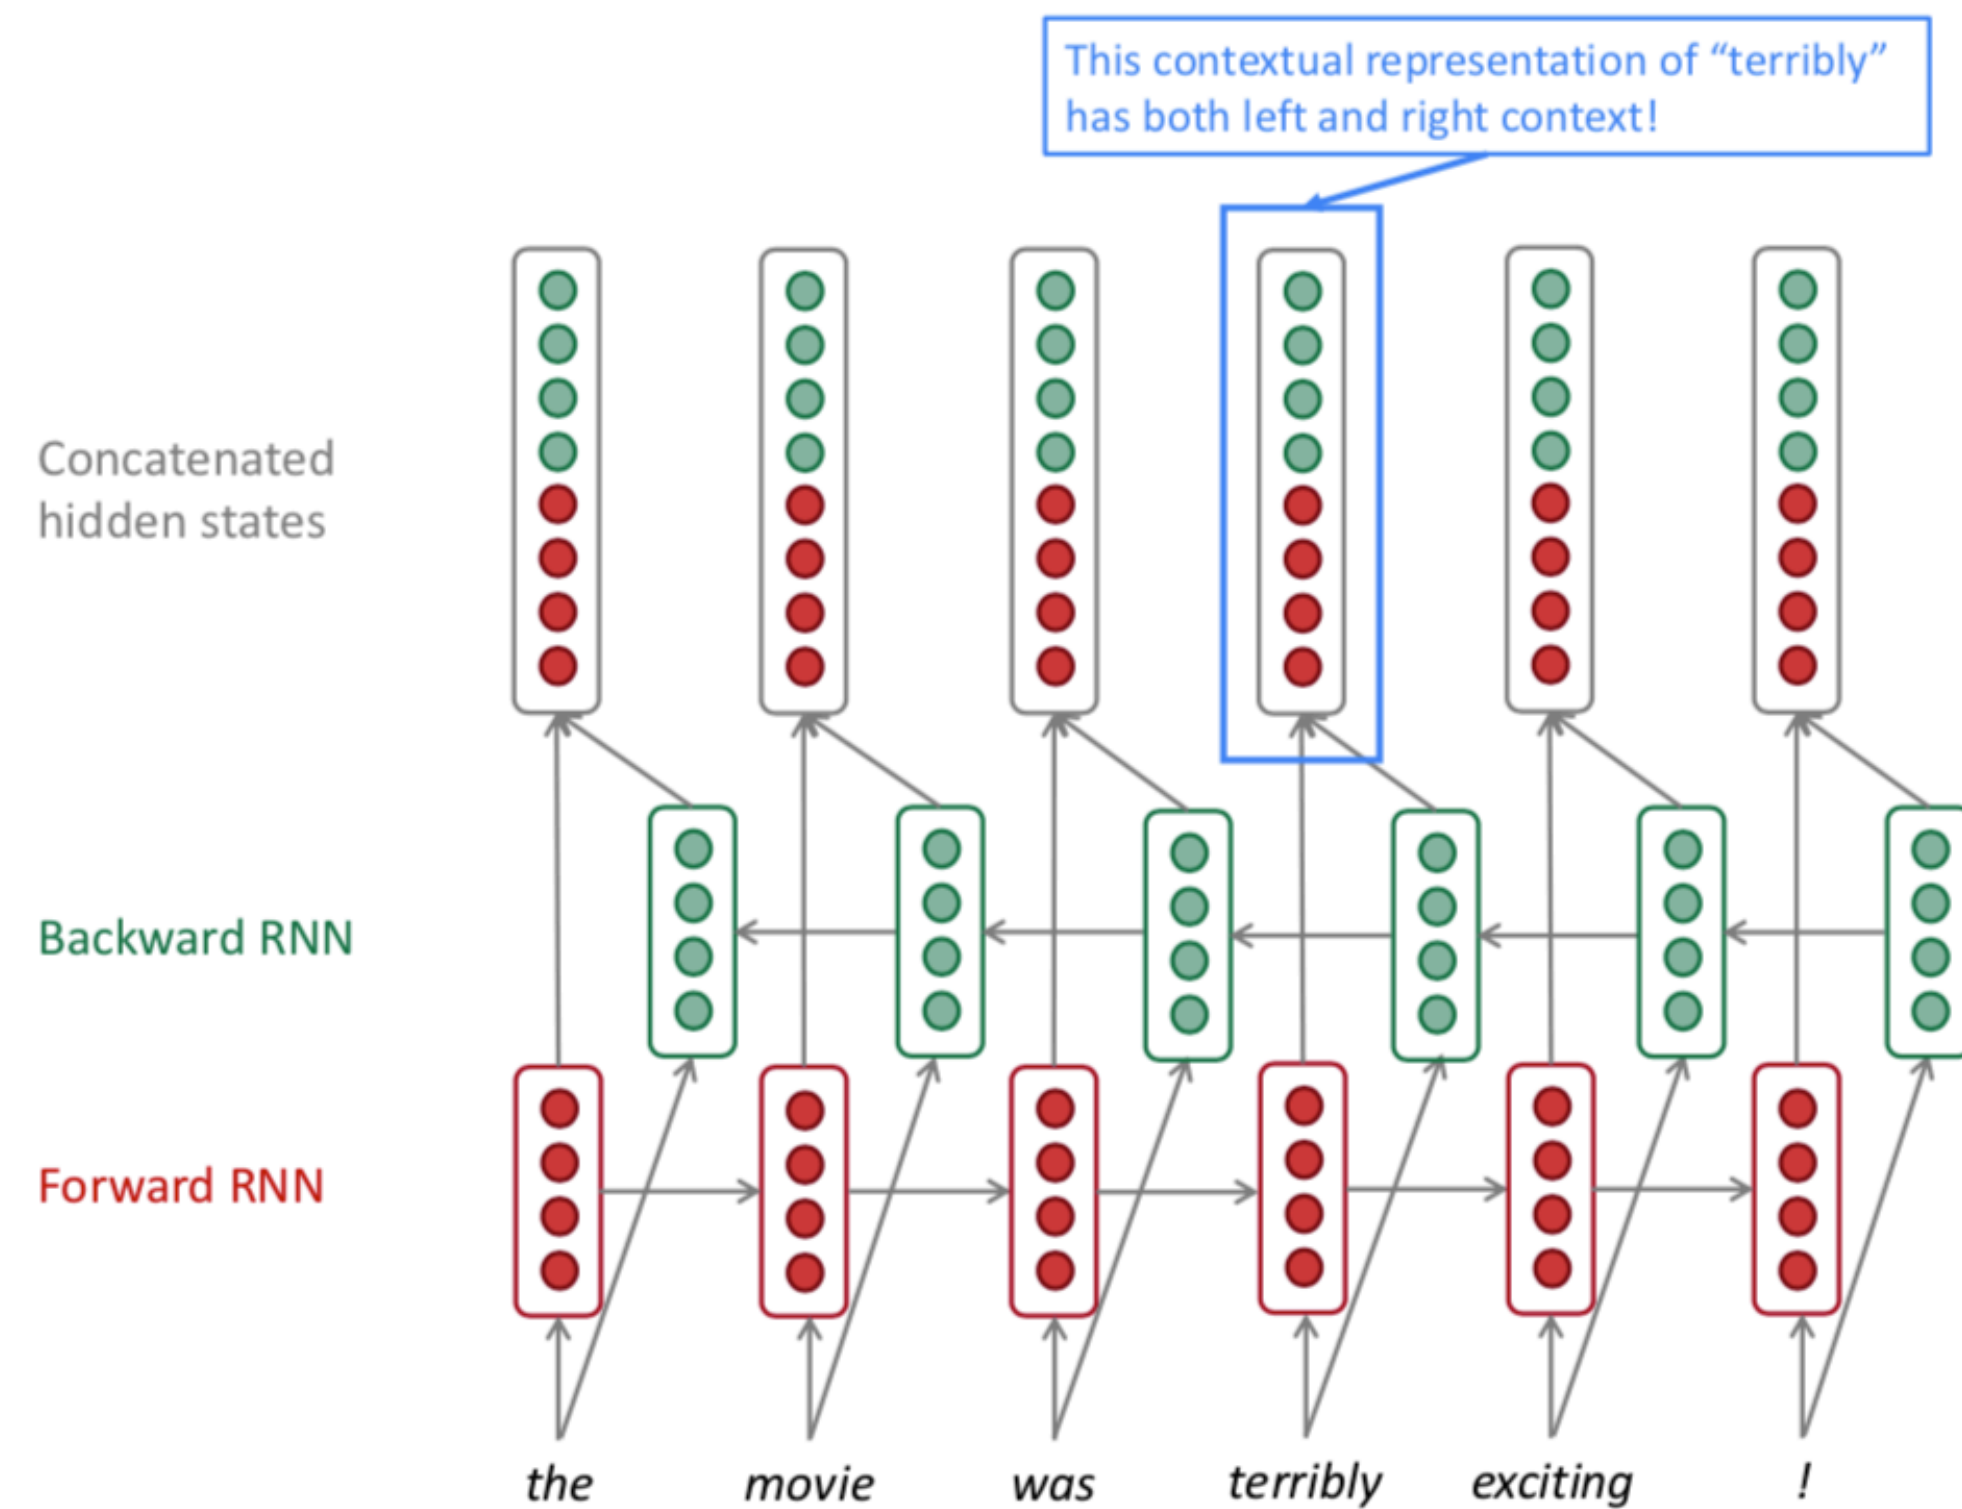 This contextual representation of “terribly”
has both left and right context!
Concatenated
hidden states
Backward RNN
Forward RNN
the movie was terribly exciting !